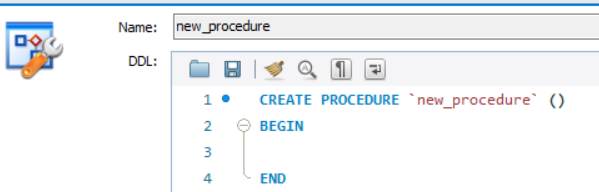 Name: new_procedure
DDL:
1 CREATE PROCEDURE `new_procedure` ()
2 BEGIN
3
4 END